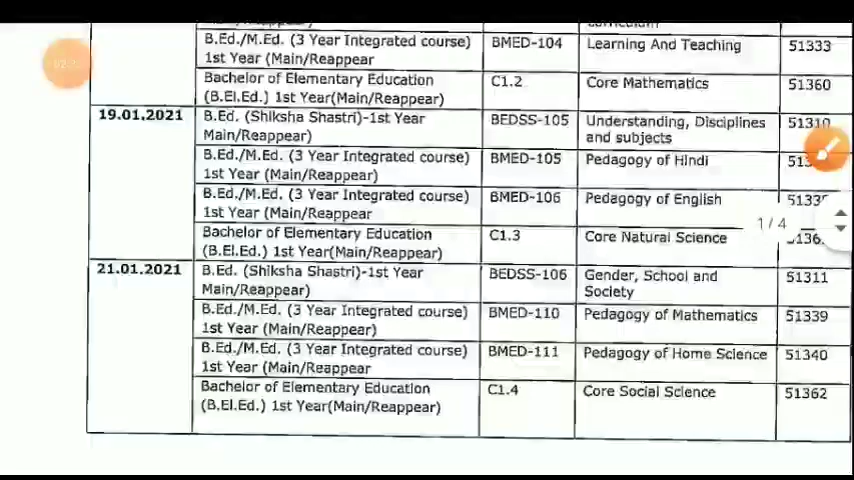 B.Ed./M.Ed. (3 Year Integrated course) BMED-104 Learning And Teaching 51333
1st Year (Main/Reappear
Bachelor of Elementary Education C1.2 Core Mathematics 51360
(B.El.Ed.) 1st Year(Main/Reappear)
19.01.2021 B.Ed. (Shiksha Shastri)-1st Year BEDSS-105 Understanding, Disciplines 51310
Main/Reappear) and subjects
B.Ed./M.Ed. (3 Year Integrated course) BMED-105 Pedagogy of Hindi
1st Year (Main/Reappear)
B.Ed./M.Ed. (3 Year Integrated course) BMED-106 Pedagogy of English
1st Year (Main/Reappear
1/4
Bachelor of Elementary Education C1.3 Core Natural Science
(B.El.Ed.) 1st Year(Main/Reappear)
21.01.2021 B.Ed. (Shiksha Shastri)-1st Year BEDSS-106 Gender, School and 51311
Main/Reappear) Society
B.Ed./M.Ed. (3 Year Integrated course) BMED-110 Pedagogy of Mathematics 51339
1st Year (Main/Reappear)
B.Ed./M.Ed. (3 Year Integrated course) BMED-111 Pedagogy of Home Science 51340
1st Year (Main/Reappear
Bachelor of Elementary Education C1.4 Core Social Science 51362
(B.El.Ed.) 1st Year(Main/Reappear)